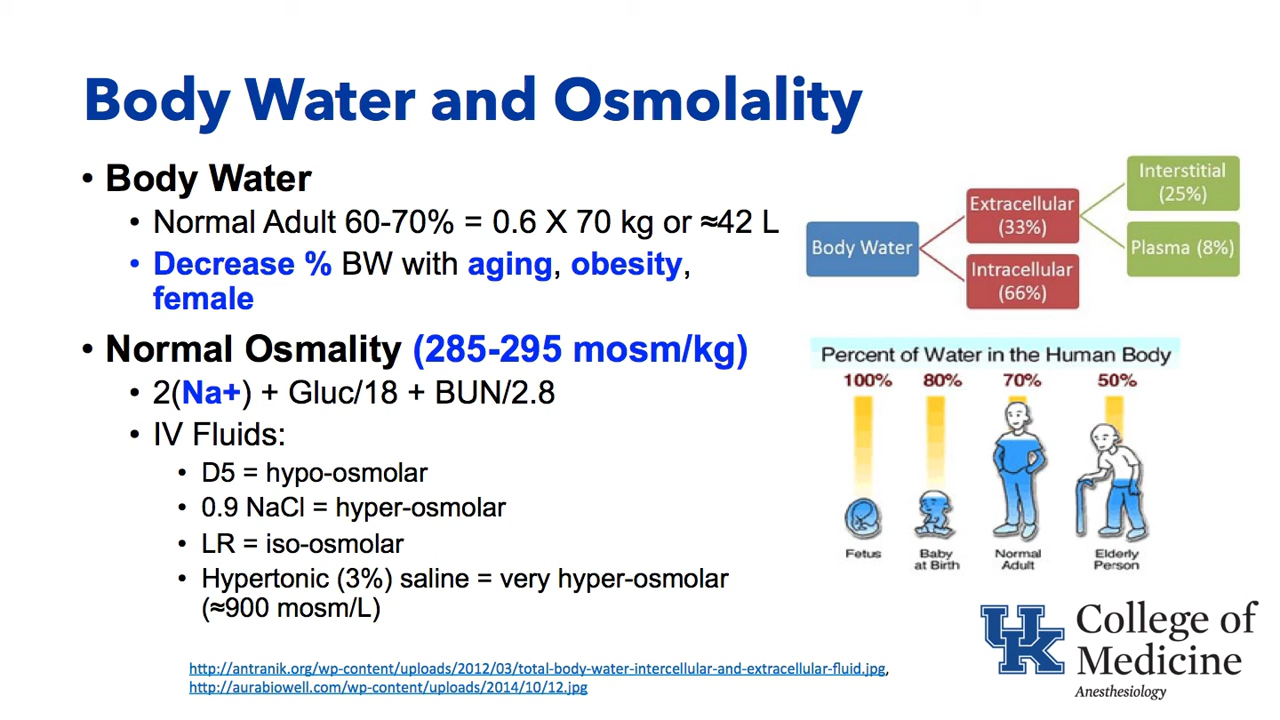 Body Water and Osmolality
• Body Water
• Normal Adult 60-70% = 0.6 X 70 kg or ≈42 L
• Decrease % BW with aging, obesity,
female
• Normal Osmality (285-295 mosm/kg)
• 2(Na+) + Gluc/18 + BUN/2.8
• IV Fluids:
• D5 = hypo-osmolar
• 0.9 NaCl = hyper-osmolar
• LR = iso-osmolar
• Hypertonic (3%) saline = very hyper-osmolar
(≈900 mosm/L)
Body Water
Extracellular
(33%)
Intracellular
(66%)
Interstitial
(25%)
Plasma (8%)
Percent of Water in the Human Body
100% 80% 70% 50%
Fetus
Baby
at Birth
Normal
Adult
Elderly
Person
http://antranik.org/wp-content/uploads/2012/03/total-body-water-intercellular-and-extracellular-fluid.jpg,
http://aurabiowell.com/wp-content/uploads/2014/10/12.jpg
UK
College of
Medicine
Anesthesiology